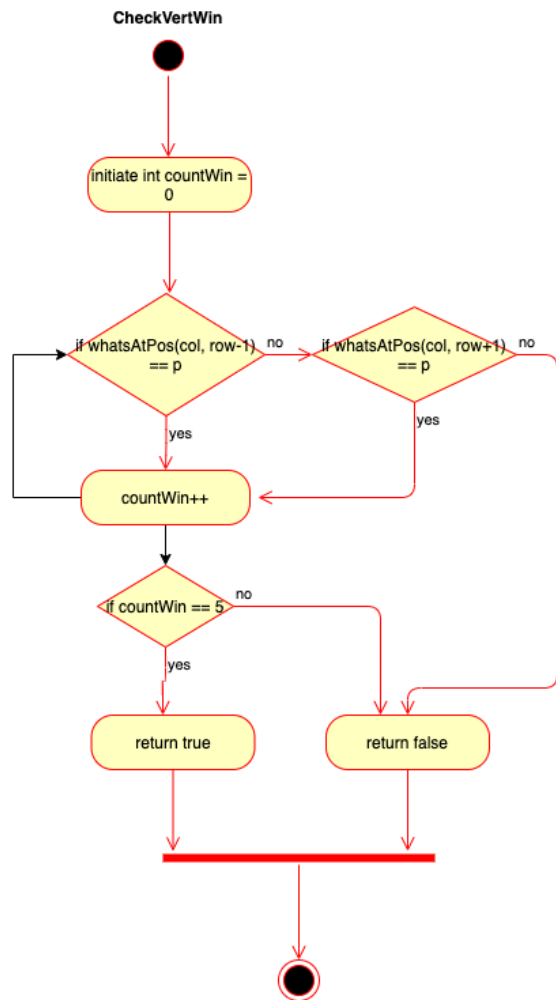 CheckVertWin
initiate int countWin =
0
if whatsAtPos(col, row-1)
== p
no
if whatsAtPos(col, row+1)
== p
no
yes
yes
countWin++
if countWin == 5
no
yes
return true
return false